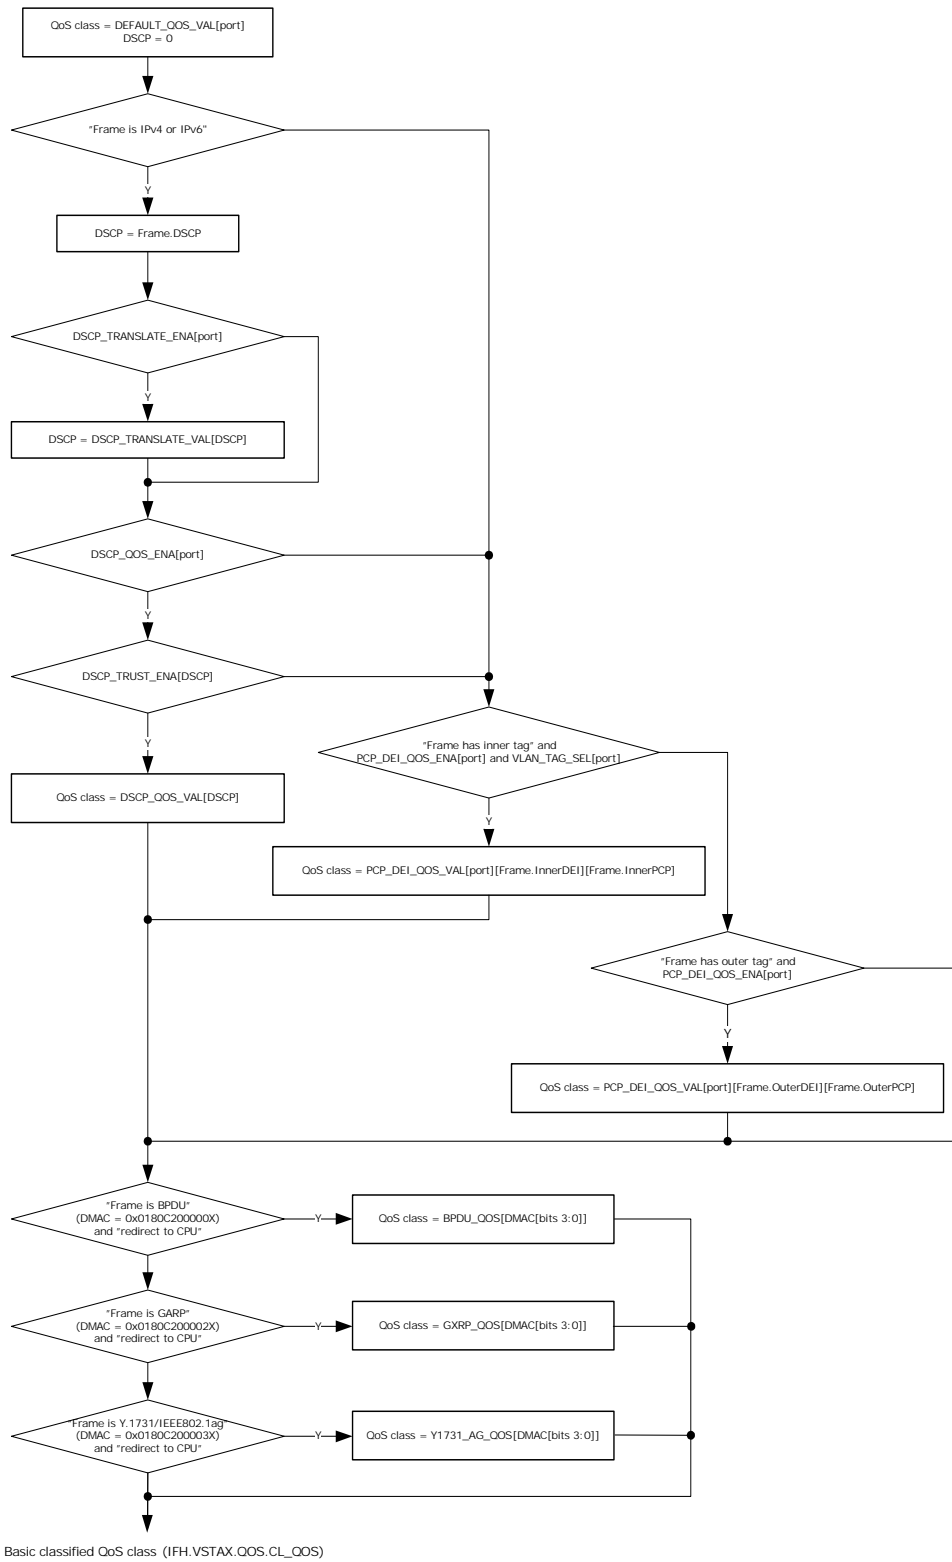 QoS class = DEFAULT_QOS_VAL[port]
DSCP = 0
"Frame is IPv4 or IPv6"
Y
DSCP = Frame.DSCP
DSCP_TRANSLATE_ENA[port]
Y
DSCP = DSCP_TRANSLATE_VAL[DSCP]
DSCP_QOS_ENA[port]
Y
DSCP_TRUST_ENA[DSCP]
Y
"Frame has inner tag" and
PCP_DEI_QOS_ENA[port] and VLAN_TAG_SEL[port]
QoS class = DSCP_QOS_VAL[DSCP]
Y
QoS class = PCP_DEI_QOS_VAL[port][Frame.InnerDEI][Frame.InnerPCP]
"Frame has outer tag" and
PCP_DEI_QOS_ENA[port]
Y
QoS class = PCP_DEI_QOS_VAL[port][Frame.OuterDEI][Frame.OuterPCP]
"Frame is BPDU"
(DMAC = 0x0180C200000X)
and "redirect to CPU"
Y
QoS class = BPDU_QOS[DMAC[bits 3:0]]
"Frame is GARP"
(DMAC = 0x0180C200002X)
and "redirect to CPU"
Y
QoS class = GXRP_QOS[DMAC[bits 3:0]]
"Frame is Y.1731/IEEE802.1ag"
(DMAC = 0x0180C200003X)
and "redirect to CPU"
Y
QoS class = Y1731_AG_QOS[DMAC[bits 3:0]]
Basic classified QoS class (IFH.VSTAX.QOS.CL_QOS)